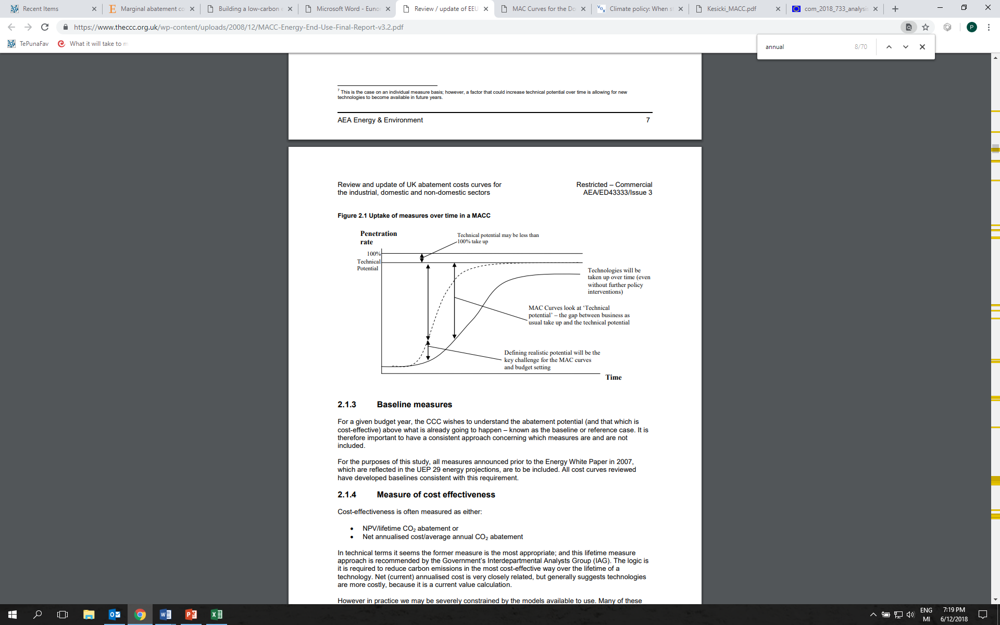 Recent Items
Marginal abatement co
Building a low-carbon e
Microsoft Word - Euno
Review / update of EEU
MAC Curves for the Do
Climate policy: When s
Kesicki_MACC.pdf
com_2018_733_analysis
https://www.theccc.org.uk/wp-content/uploads/2008/12/MACC-Energy-End-Use-Final-Report-v3.2.pdf
P
TePunaFav
What it will take to m
annual 8/70
7 This is the case on an individual measure basis; however, a factor that could increase technical potential over time is allowing for new
technologies to become available in future years.
AEA Energy & Environment 7
Review and update of UK abatement costs curves for
the industrial, domestic and non-domestic sectors
Restricted – Commercial
AEA/ED43333/Issue 3
Figure 2.1 Uptake of measures over time in a MACC
Penetration
rate
Technical potential may be less than
100% take up
100%
Technical
Potential
Technologies will be
taken up over time (even
without further policy
interventions)
MAC Curves look at ‘Technical
potential’ – the gap between business as
usual take up and the technical potential
Defining realistic potential will be the
key challenge for the MAC curves
and budget setting
Time
2.1.3 Baseline measures
For a given budget year, the CCC wishes to understand the abatement potential (and that which is
cost-effective) above what is already going to happen – known as the baseline or reference case. It is
therefore important to have a consistent approach concerning which measures are and are not
included.
For the purposes of this study, all measures announced prior to the Energy White Paper in 2007,
which are reflected in the UEP 29 energy projections, are to be included. All cost curves reviewed
have developed baselines consistent with this requirement.
2.1.4 Measure of cost effectiveness
Cost-effectiveness is often measured as either:
• NPV/lifetime CO2 abatement or
• Net annualised cost/average annual CO2 abatement
In technical terms it seems the former measure is the most appropriate; and this lifetime measure
approach is recommended by the Government’s Interdepartmental Analysts Group (IAG). The logic is
it is required to reduce carbon emissions in the most cost-effective way over the lifetime of a
technology. Net (current) annualised cost is very closely related, but generally suggests technologies
are more costly, because it is a current value calculation.
However in practice we may be severely constrained by the models available to use. Many of these
ENG
MI
7:19 PM
6/12/2018